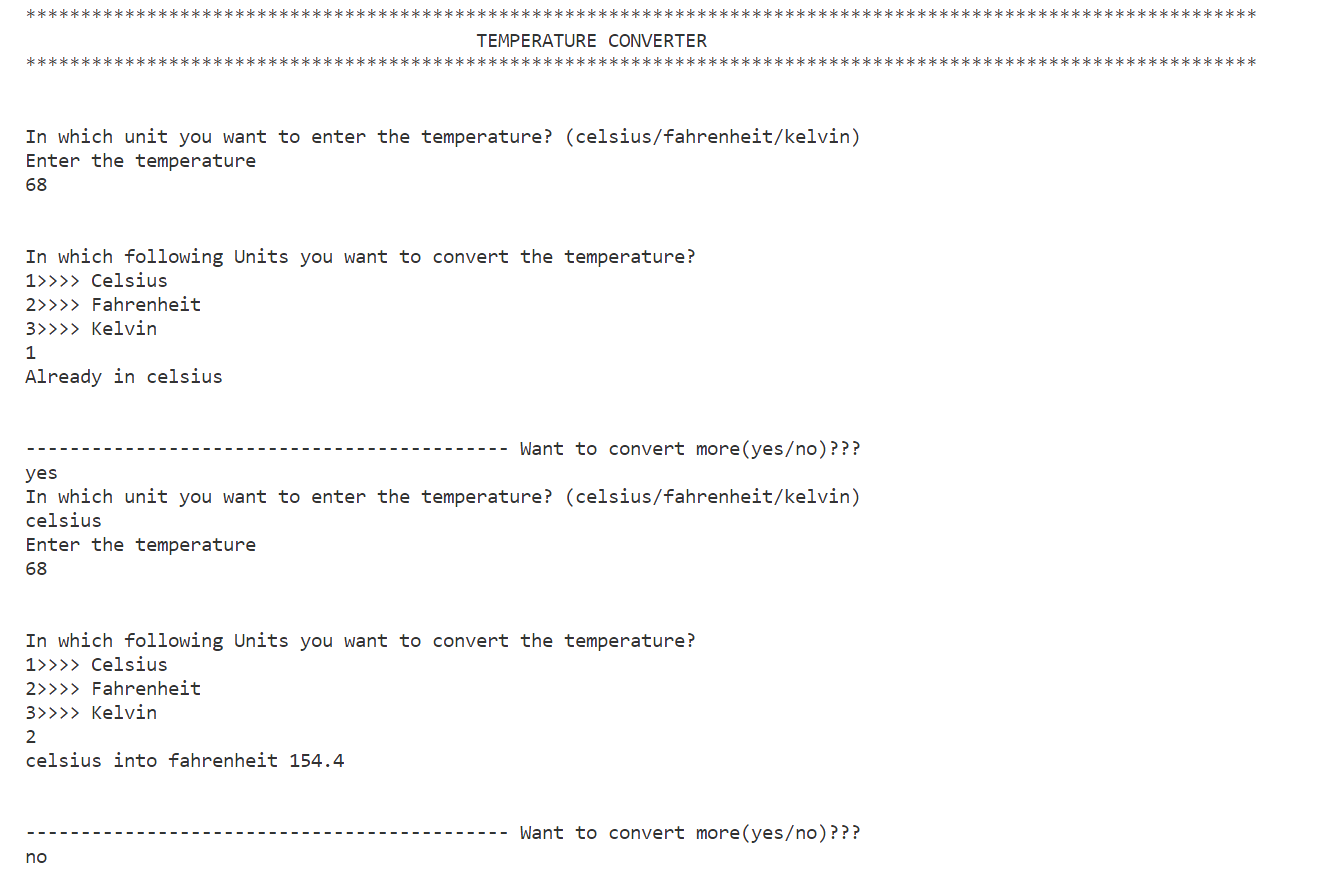 ****************************************************************************************************************
TEMPERATURE CONVERTER
****************************************************************************************************************
In which unit you want to enter the temperature? (celsius/fahrenheit/kelvin)
Enter the temperature
68
In which following Units you want to convert the temperature?
1>>>> Celsius
2>>>> Fahrenheit
3>>>> Kelvin
1
Already in celsius
-------------------------------------------- Want to convert more(yes/no)???
yes
In which unit you want to enter the temperature? (celsius/fahrenheit/kelvin)
celsius
Enter the temperature
68
In which following Units you want to convert the temperature?
1>>>> Celsius
2>>>> Fahrenheit
3>>>> Kelvin
2
celsius into fahrenheit 154.4
-------------------------------------------- Want to convert more(yes/no)???
no